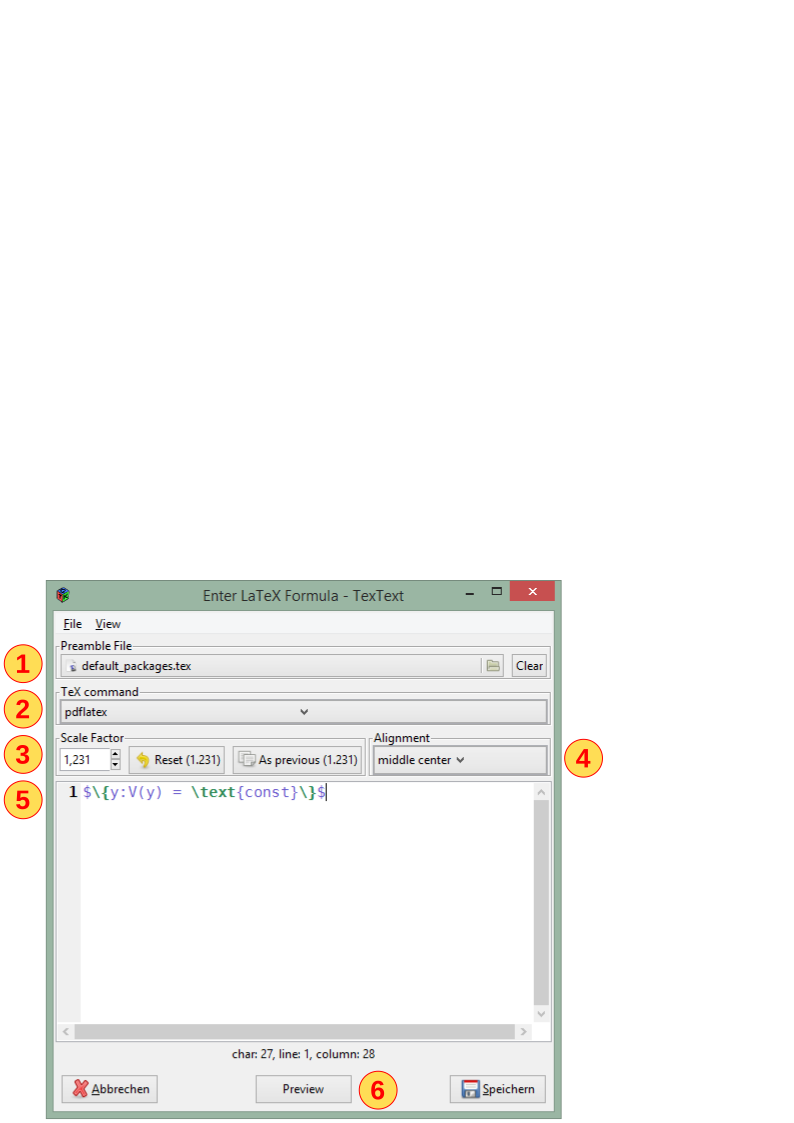 Enter LaTeX Formula - TexText
File View
Preamble File
1 default_packages.tex Clear
TeX command
2 pdflatex
Scale Factor Alignment
3 1,231 Reset (1.231) As previous (1.231) middle center 4
5 1 $\{y:V(y) = \text{const}\}$
char: 27, line: 1, column: 28
Abbrechen Preview 6 Speichern